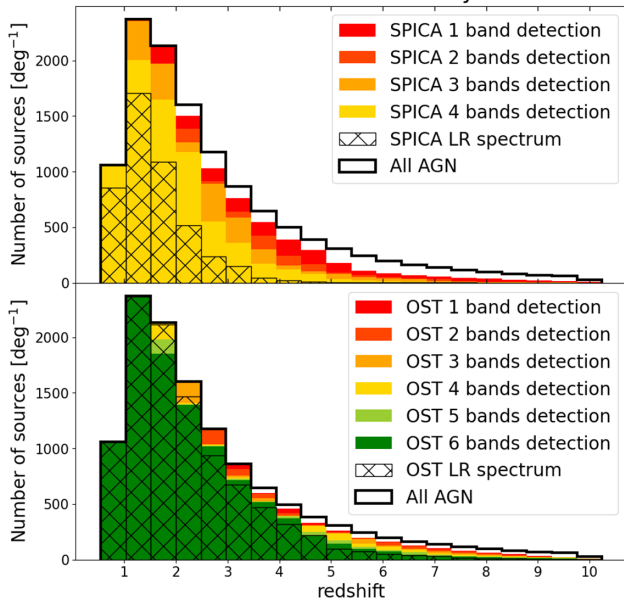 Number of sources [deg⁻¹]
2000
1500
1000
500
0
SPICA 1 band detection
SPICA 2 bands detection
SPICA 3 bands detection
SPICA 4 bands detection
SPICA LR spectrum
All AGN
Number of sources [deg⁻¹]
2000
1500
1000
500
0
OST 1 band detection
OST 2 bands detection
OST 3 bands detection
OST 4 bands detection
OST 5 bands detection
OST 6 bands detection
OST LR spectrum
All AGN
1 2 3 4 5 6 7 8 9 10
redshift